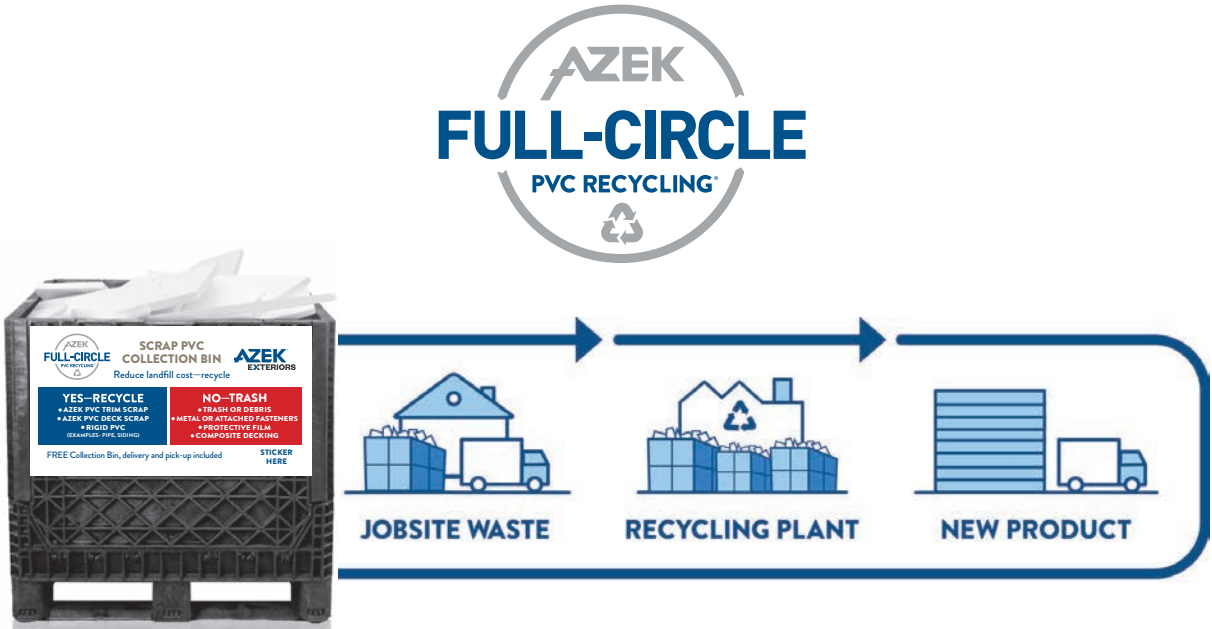 AZEK
FULL-CIRCLE
PVC RECYCLING®
AZEK
FULL-CIRCLE
PVC RECYCLING®
SCRAP PVC
COLLECTION BIN
AZEK
EXTERIORS
Reduce landfill cost—recycle
YES—RECYCLE
• AZEK PVC TRIM SCRAP
• AZEK PVC DECK SCRAP
• RIGID PVC
(EXAMPLES- PIPE, SIDING)
NO—TRASH
• TRASH OR DEBRIS
• METAL OR ATTACHED FASTENERS
• PROTECTIVE FILM
• COMPOSITE DECKING
FREE Collection Bin, delivery and pick-up included
STICKER
HERE
JOBSITE WASTE
RECYCLING PLANT
NEW PRODUCT